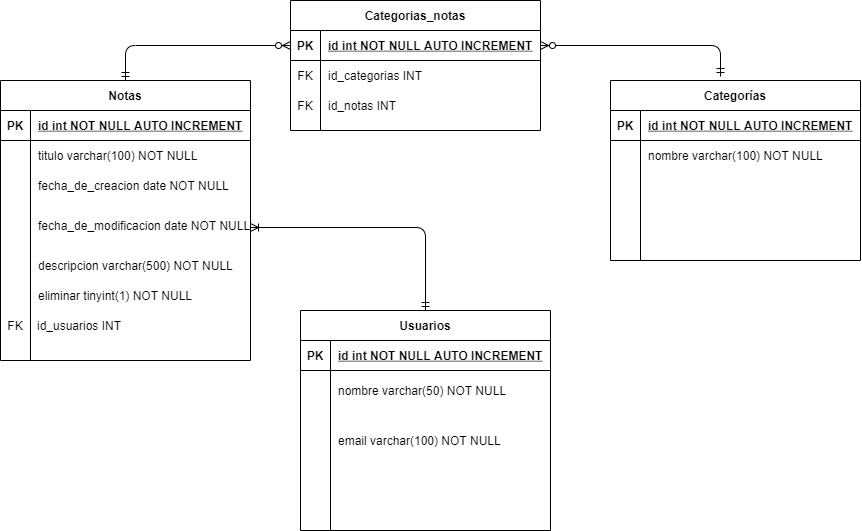 Categorias_notas
PK id int NOT NULL AUTO INCREMENT
FK id_categorias INT
FK id_notas INT
Notas
PK id int NOT NULL AUTO INCREMENT
titulo varchar(100) NOT NULL
fecha_de_creacion date NOT NULL
fecha_de_modificacion date NOT NULL
descripcion varchar(500) NOT NULL
eliminar tinyint(1) NOT NULL
FK id_usuarios INT
Categorías
PK id int NOT NULL AUTO INCREMENT
nombre varchar(100) NOT NULL
Usuarios
PK id int NOT NULL AUTO INCREMENT
nombre varchar(50) NOT NULL
email varchar(100) NOT NULL